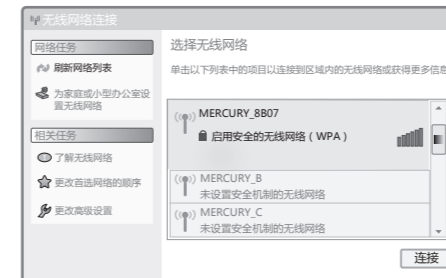 无线网络连接
网络任务
刷新网络列表
为家庭或小型办公室设
置无线网络
相关任务
了解无线网络
更改首选网络的顺序
更改高级设置
选择无线网络
单击以下列表中的项目以连接到区域内的无线网络或获得更多信息
MERCURY_8B07
启用安全的无线网络（WPA）
MERCURY_B
未设置安全机制的无线网络
MERCURY_C
未设置安全机制的无线网络
连接